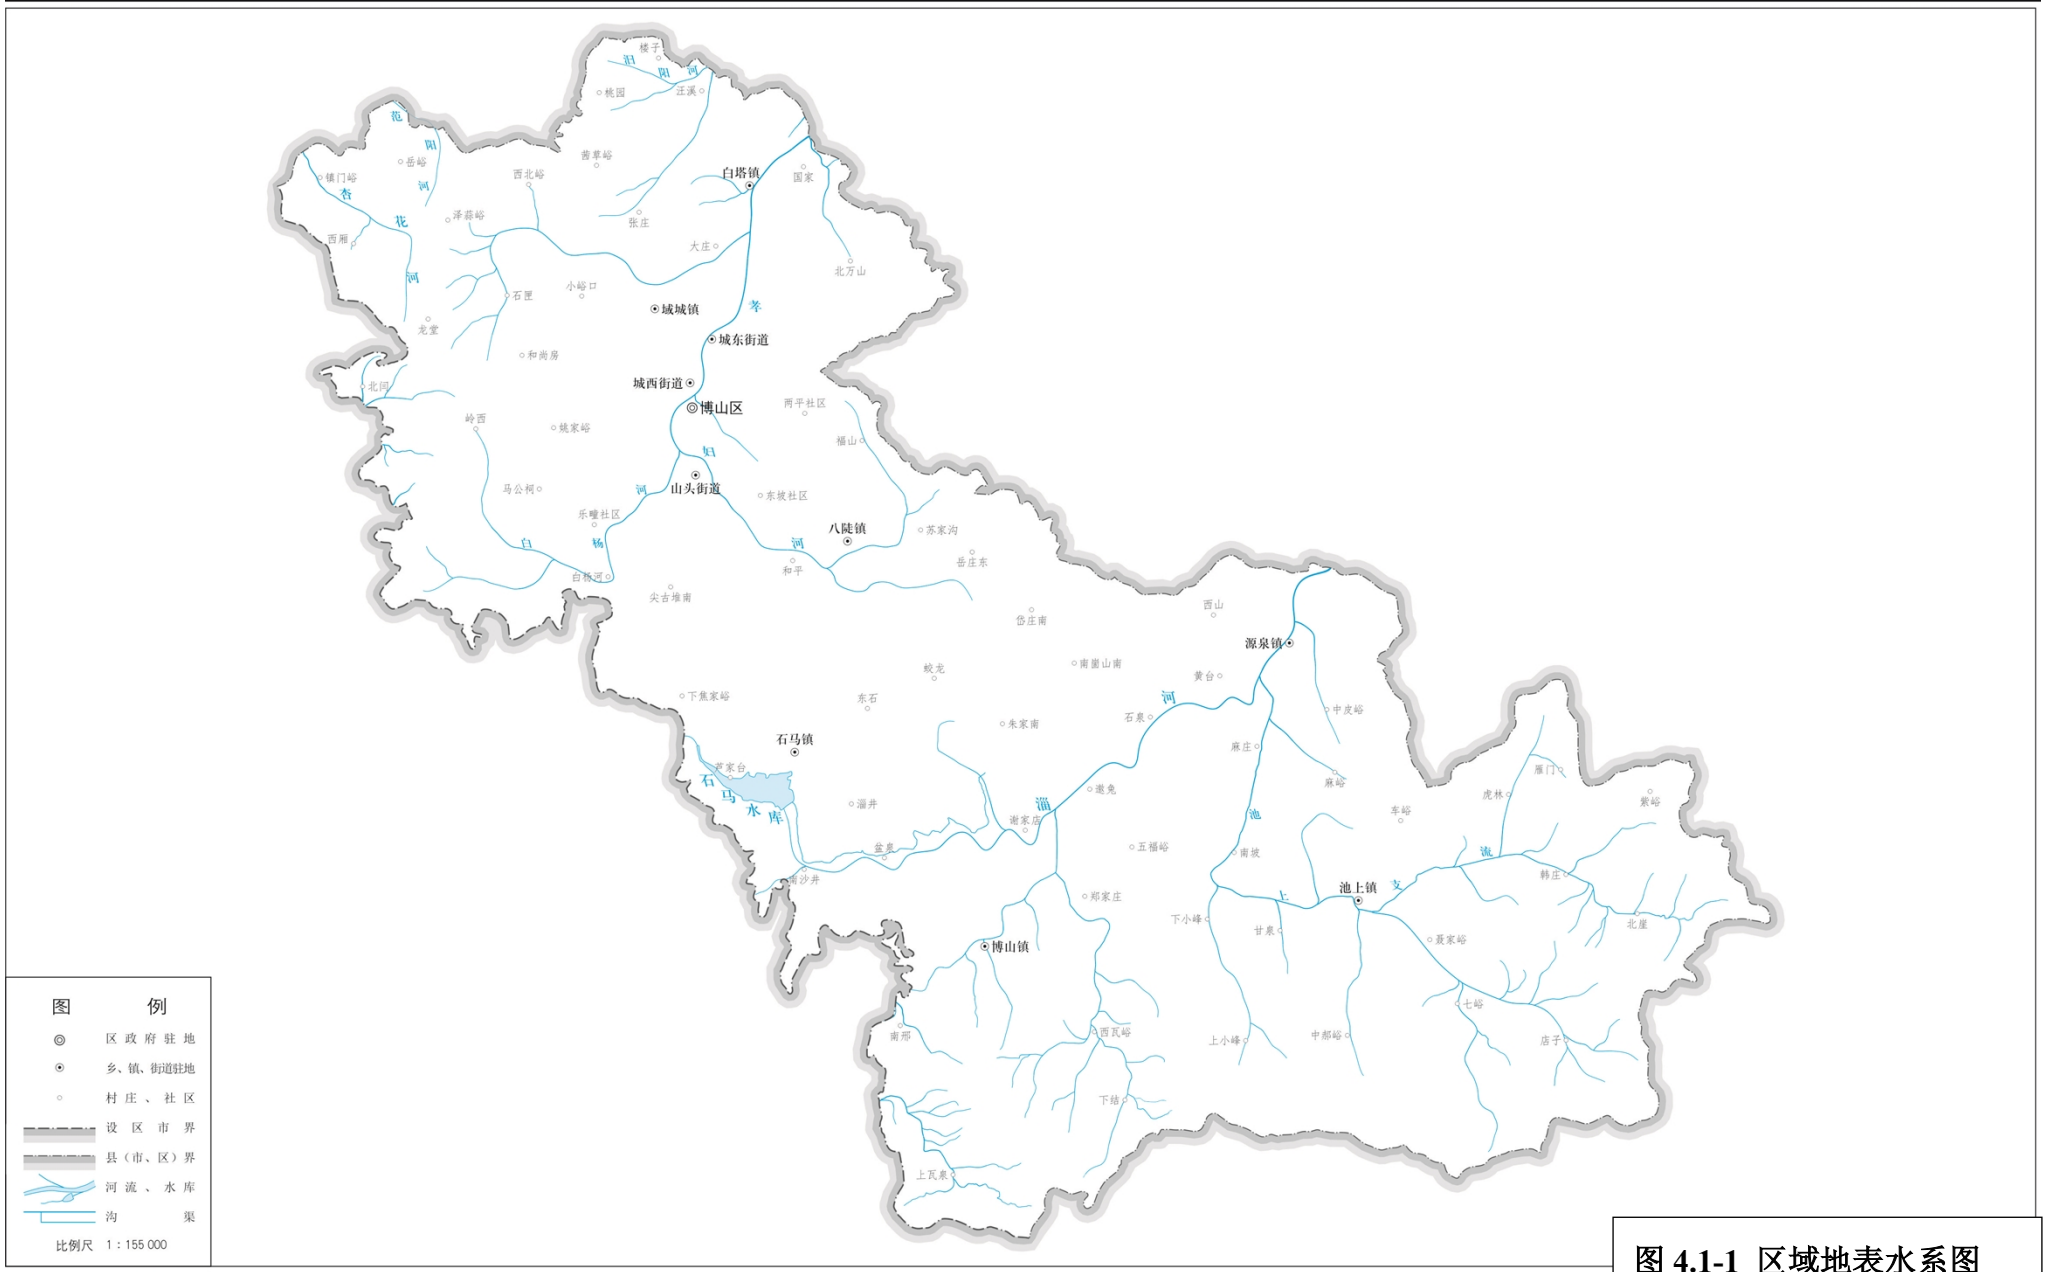 楼子
泪阳河
桃园
汪溪
范阳河
岳峪
茜草峪
镇门峪
西北峪
白塔镇
国家
杏花河
泽蒜峪
张庄
西厢
大庄
北万山
石匣
小峪口
域城镇
孝妇河
龙堂
城东街道
和尚房
城西街道
北闫
博山区
两平社区
岭西
姚家峪
福山
马公祠
山头街道
东坡社区
乐疃社区
八陡镇
苏家沟
白杨河
和平
岳庄东
白杨河
尖古堆南
岱庄南
西山
源泉镇
蛟龙
南崮山南
黄台
下焦家峪
东石
淄河
石泉
中皮峪
朱家南
石马镇
麻庄
芦家台
雁门
麻峪
石马水库
淄井
邀兔
虎林
紫峪
谢家店
车峪
池上支流
盆泉
五福峪
南坡
南沙井
韩庄
池上镇
郑家庄
下小峰
甘泉
北崖
博山镇
聂家峪
七峪
南邢
西瓦峪
上小峰
中郝峪
店子
下结
上瓦泉
图例
区政府驻地
乡、镇、街道驻地
村庄、社区
设区市界
县（市、区）界
河流、水库
沟渠
比例尺 1：155 000
图 4.1-1 区域地表水系图